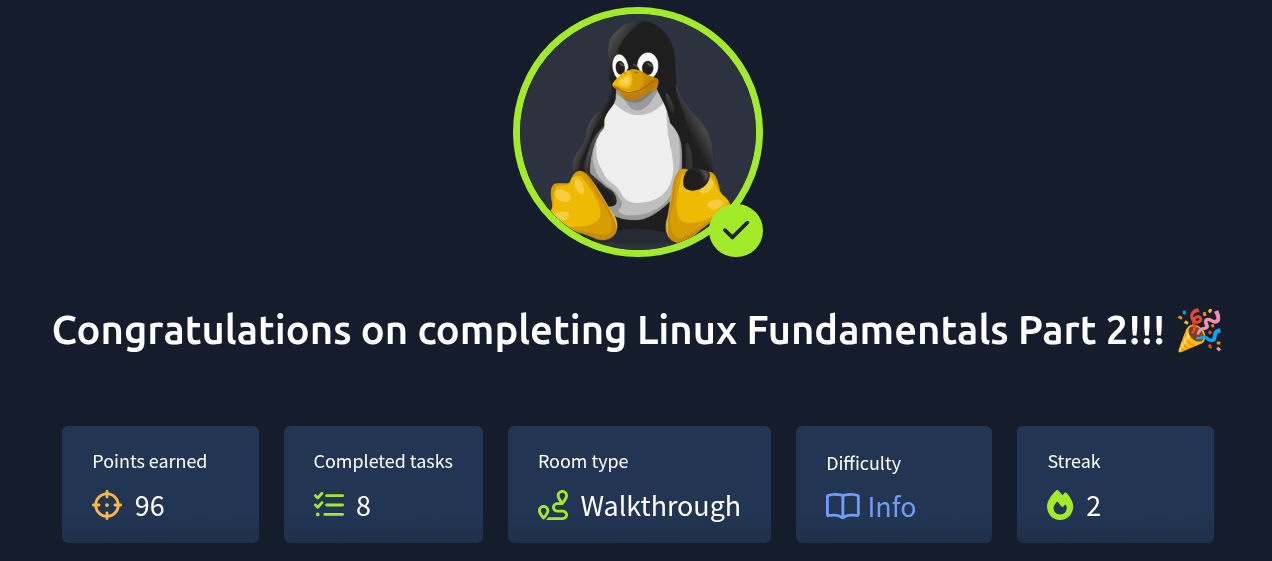 Congratulations on completing Linux Fundamentals Part 2!!! 🎉
Points earned
96
Completed tasks
8
Room type
Walkthrough
Difficulty
Info
Streak
2